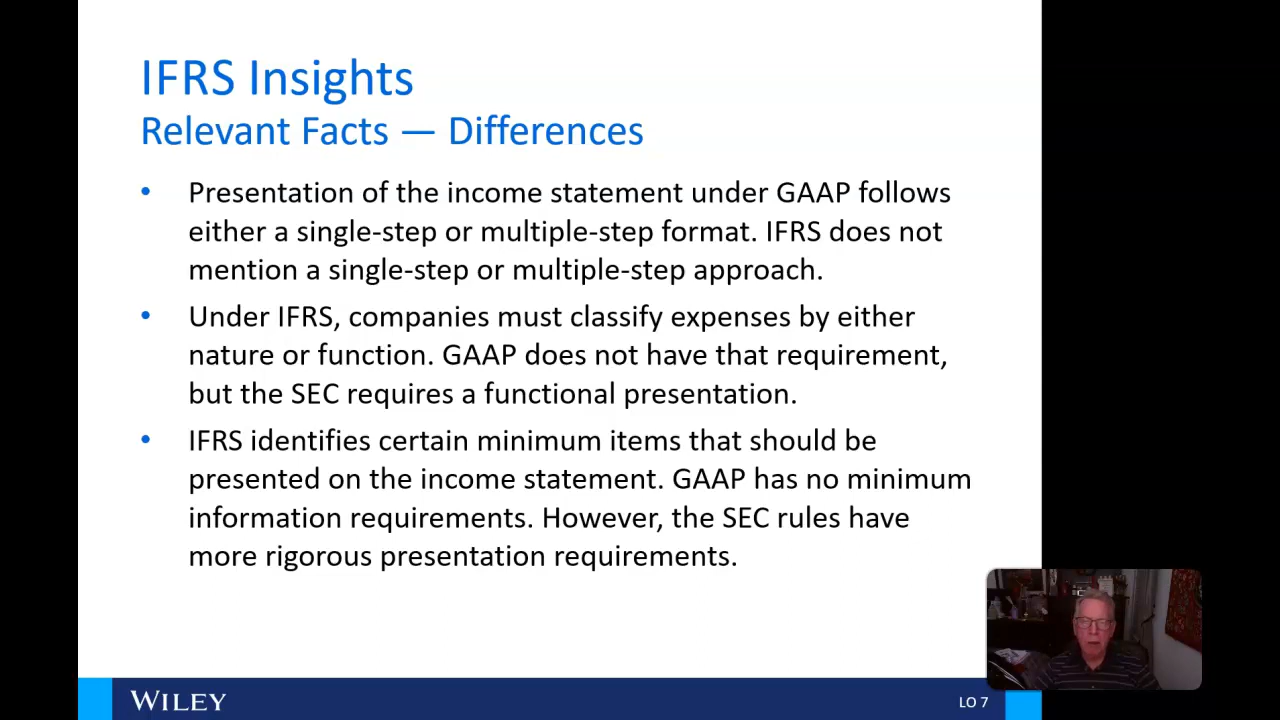 IFRS Insights
Relevant Facts — Differences
• Presentation of the income statement under GAAP follows
either a single-step or multiple-step format. IFRS does not
mention a single-step or multiple-step approach.
• Under IFRS, companies must classify expenses by either
nature or function. GAAP does not have that requirement,
but the SEC requires a functional presentation.
• IFRS identifies certain minimum items that should be
presented on the income statement. GAAP has no minimum
information requirements. However, the SEC rules have
more rigorous presentation requirements.
WILEY
LO 7